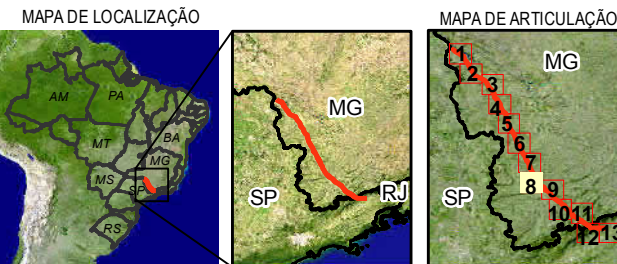 MAPA DE LOCALIZAÇÃO
AM
PA
MT
BA
MG
MS
SP
RS
MG
SP
RJ
MAPA DE ARTICULAÇÃO
1
2
3
4
5
6
7
8
9
10
11
12
13
MG
SP